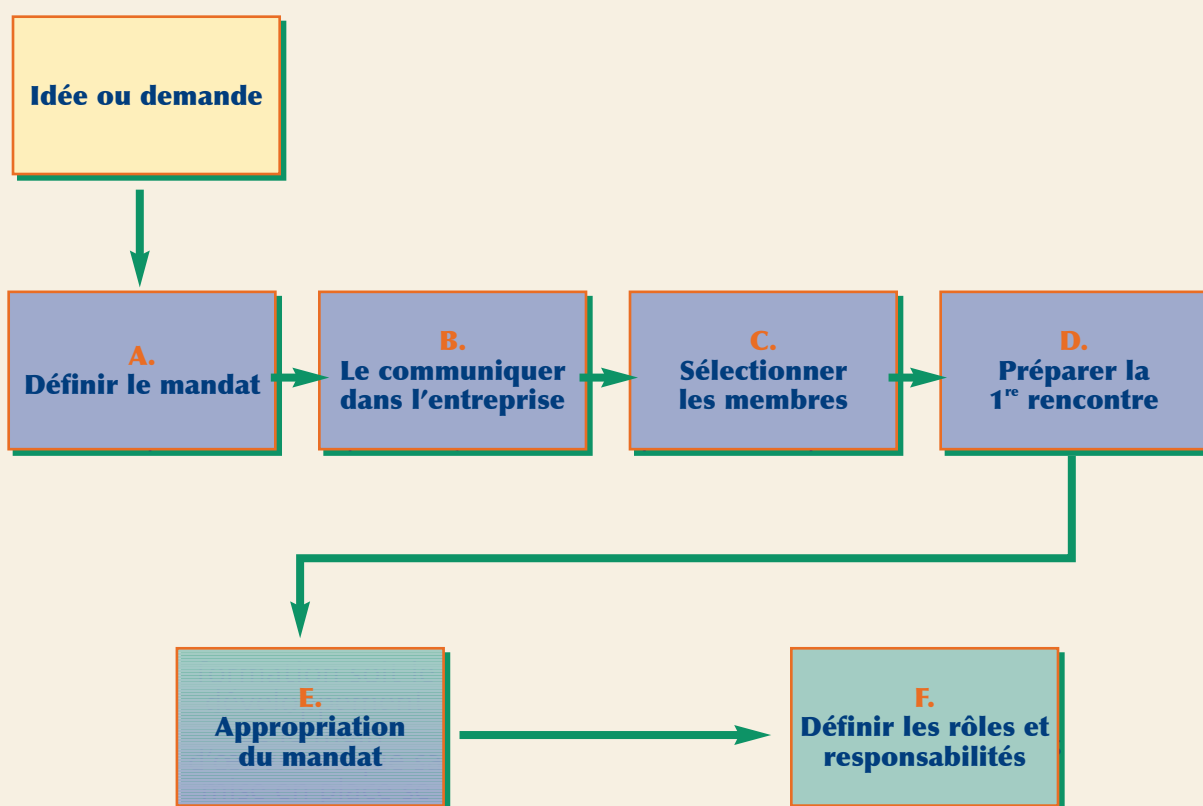 Idée ou demande
A.
Définir le mandat
B.
Le communiquer
dans l'entreprise
C.
Sélectionner
les membres
D.
Préparer la
1re rencontre
E.
Appropriation
du mandat
F.
Définir les rôles et
responsabilités